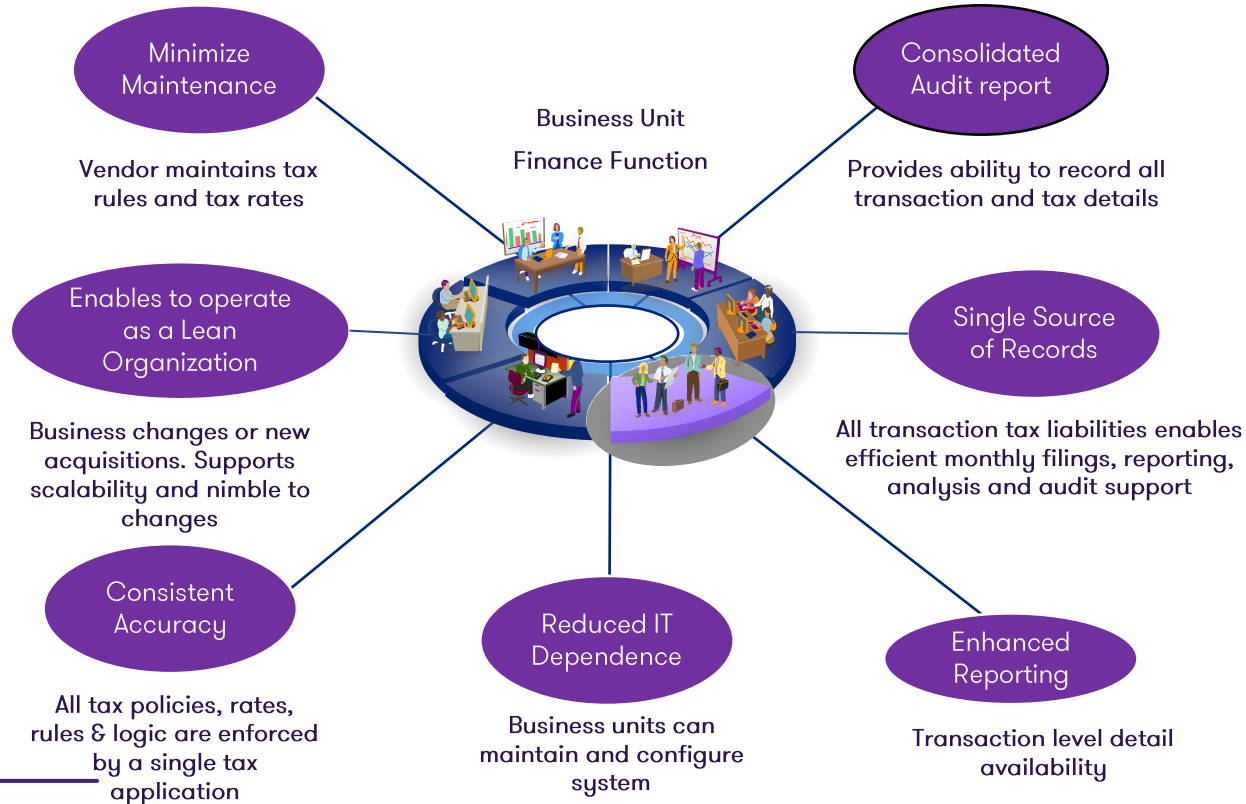 Minimize
Maintenance
Vendor maintains tax
rules and tax rates
Business Unit
Finance Function
Consolidated
Audit report
Provides ability to record all
transaction and tax details
Enables to operate
as a Lean
Organization
Business changes or new
acquisitions. Supports
scalability and nimble to
changes
Single Source
of Records
All transaction tax liabilities enables
efficient monthly filings, reporting,
analysis and audit support
Consistent
Accuracy
All tax policies, rates,
rules & logic are enforced
by a single tax
application
Reduced IT
Dependence
Business units can
maintain and configure
system
Enhanced
Reporting
Transaction level detail
availability